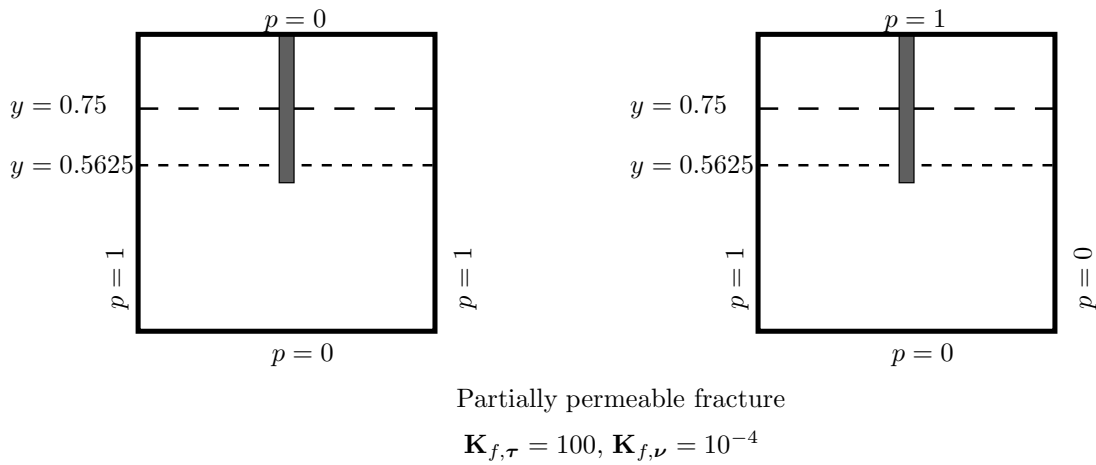 p = 0
p = 1
y = 0.75
y = 0.75
y = 0.5625
y = 0.5625
p = 1
p = 1
p = 1
p = 0
p = 0
p = 0
Partially permeable fracture
K_{f,τ} = 100, K_{f,ν} = 10^{−4}